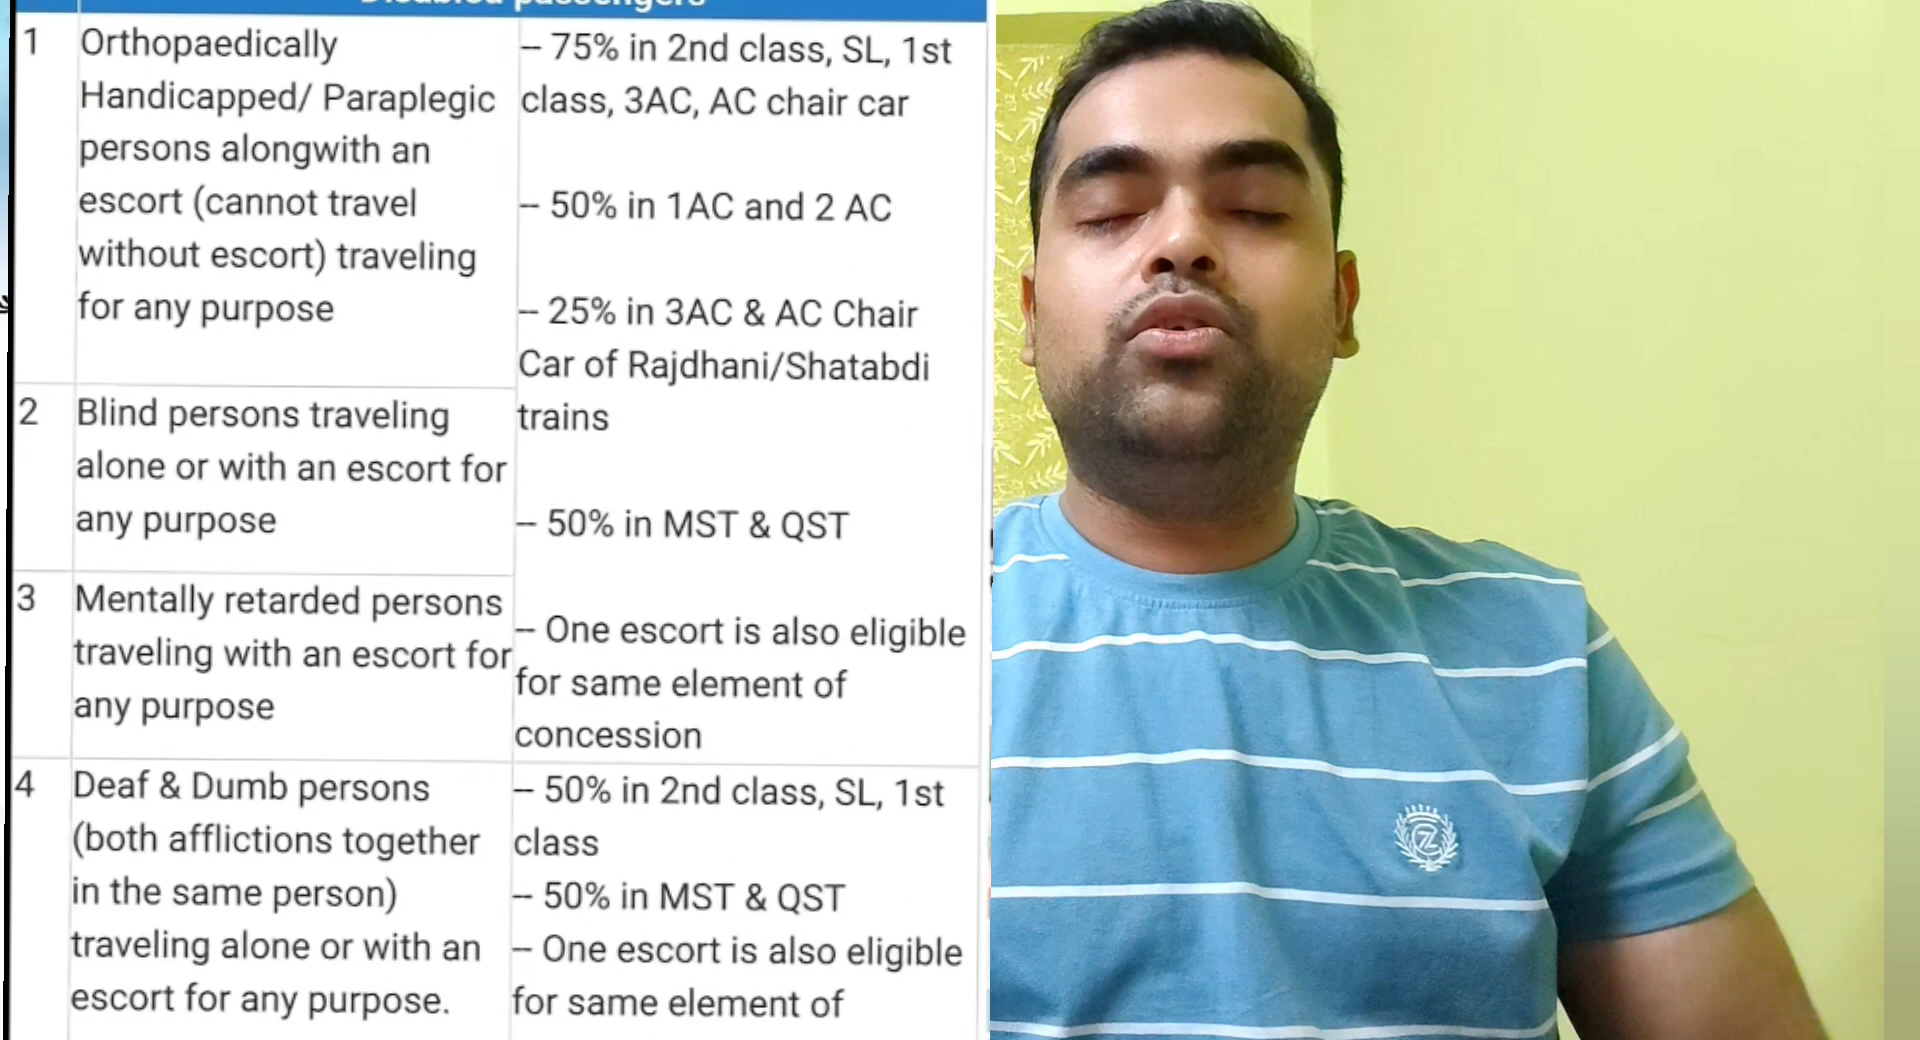 Disabled passengers
1
Orthopaedically
Handicapped/ Paraplegic
persons alongwith an
escort (cannot travel
without escort) traveling
for any purpose
2
Blind persons traveling
alone or with an escort for
any purpose
3
Mentally retarded persons
traveling with an escort for
any purpose
-- 75% in 2nd class, SL, 1st
class, 3AC, AC chair car
-- 50% in 1AC and 2 AC
-- 25% in 3AC & AC Chair
Car of Rajdhani/Shatabdi
trains
-- 50% in MST & QST
-- One escort is also eligible
for same element of
concession
4
Deaf & Dumb persons
(both afflictions together
in the same person)
traveling alone or with an
escort for any purpose.
-- 50% in 2nd class, SL, 1st
class
-- 50% in MST & QST
-- One escort is also eligible
for same element of